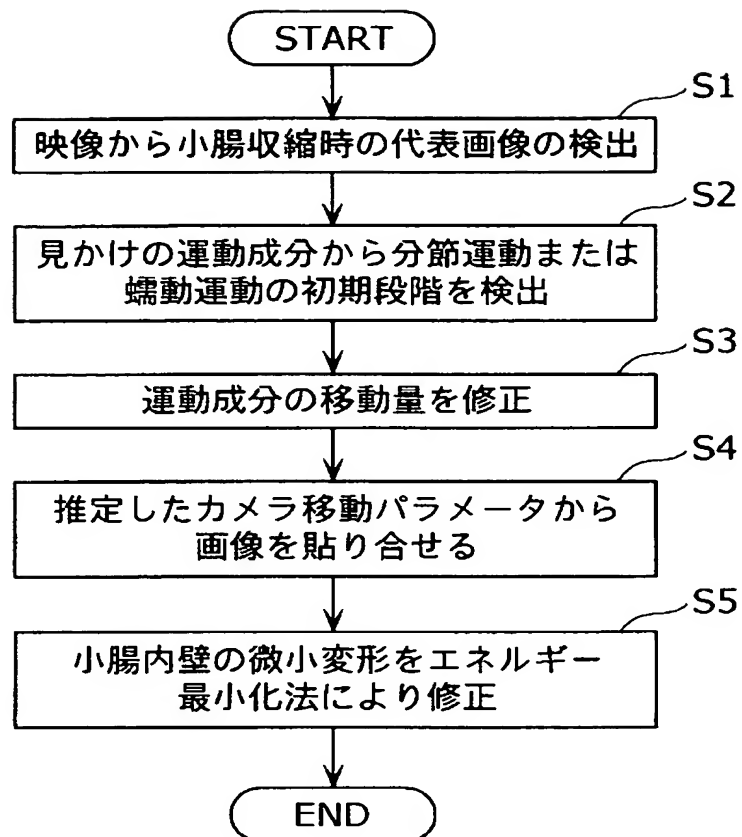 START
S1
映像から小腸収縮時の代表画像の検出
S2
見かけの運動成分から分節運動または
蠕動運動の初期段階を検出
S3
運動成分の移動量を修正
S4
推定したカメラ移動パラメータから
画像を貼り合せる
S5
小腸内壁の微小変形をエネルギー
最小化法により修正
END